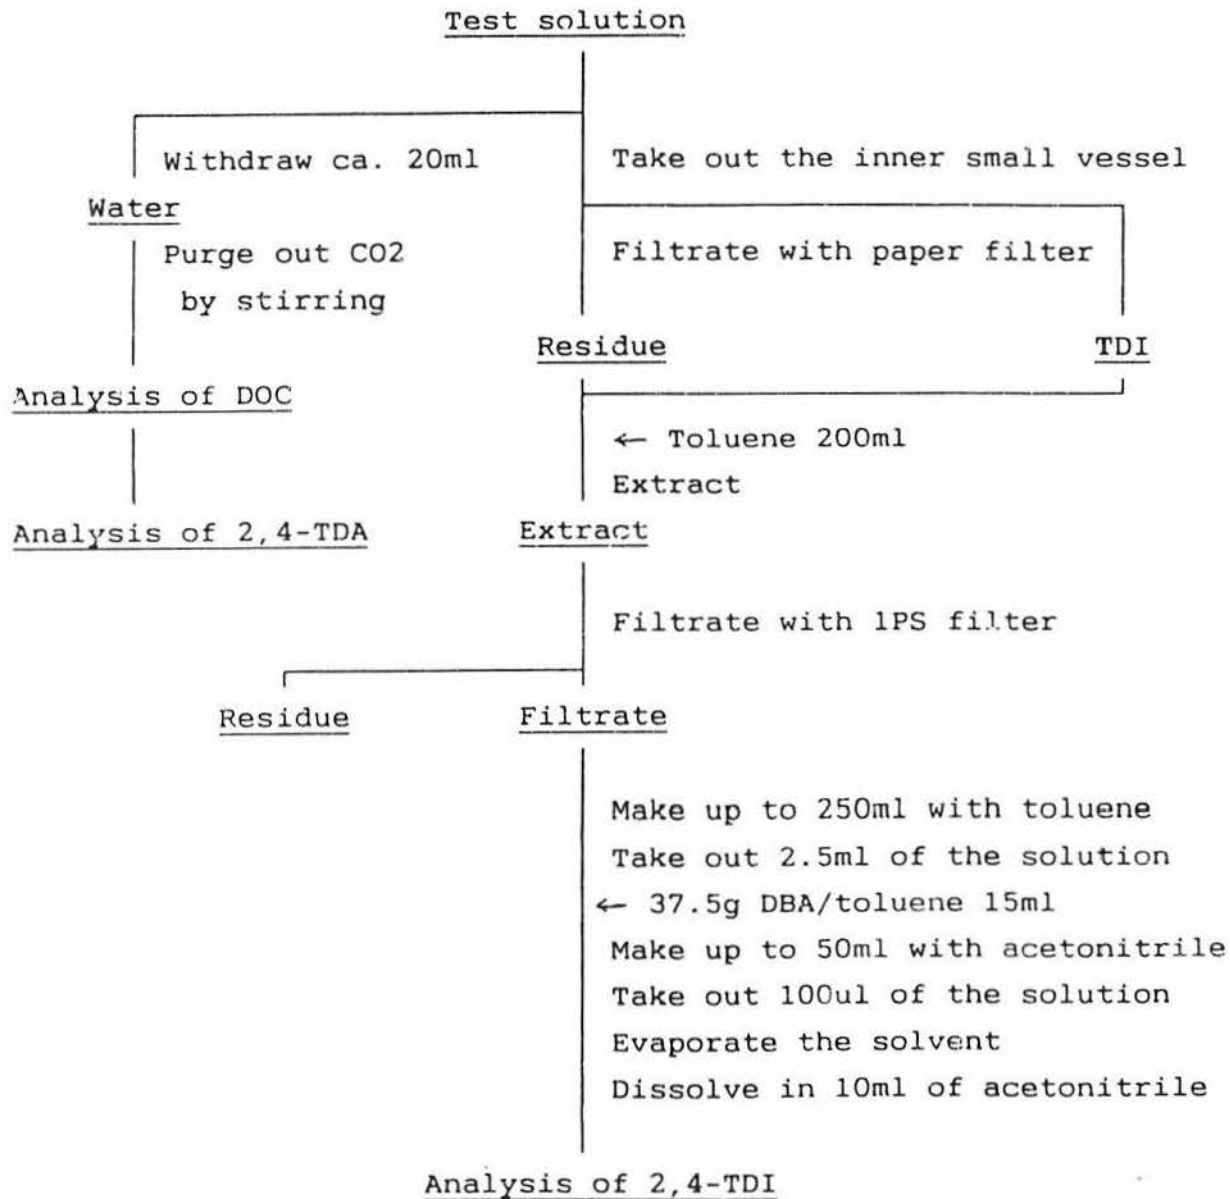 Test solution
Withdraw ca. 20ml
Take out the inner small vessel
Water
Purge out CO2
by stirring
Filtrate with paper filter
Residue
TDI
Analysis of DOC
← Toluene 200ml
Extract
Analysis of 2,4-TDA
Extract
Filtrate with 1PS filter
Residue
Filtrate
Make up to 250ml with toluene
Take out 2.5ml of the solution
← 37.5g DBA/toluene 15ml
Make up to 50ml with acetonitrile
Take out 100ul of the solution
Evaporate the solvent
Dissolve in 10ml of acetonitrile
Analysis of 2,4-TDI